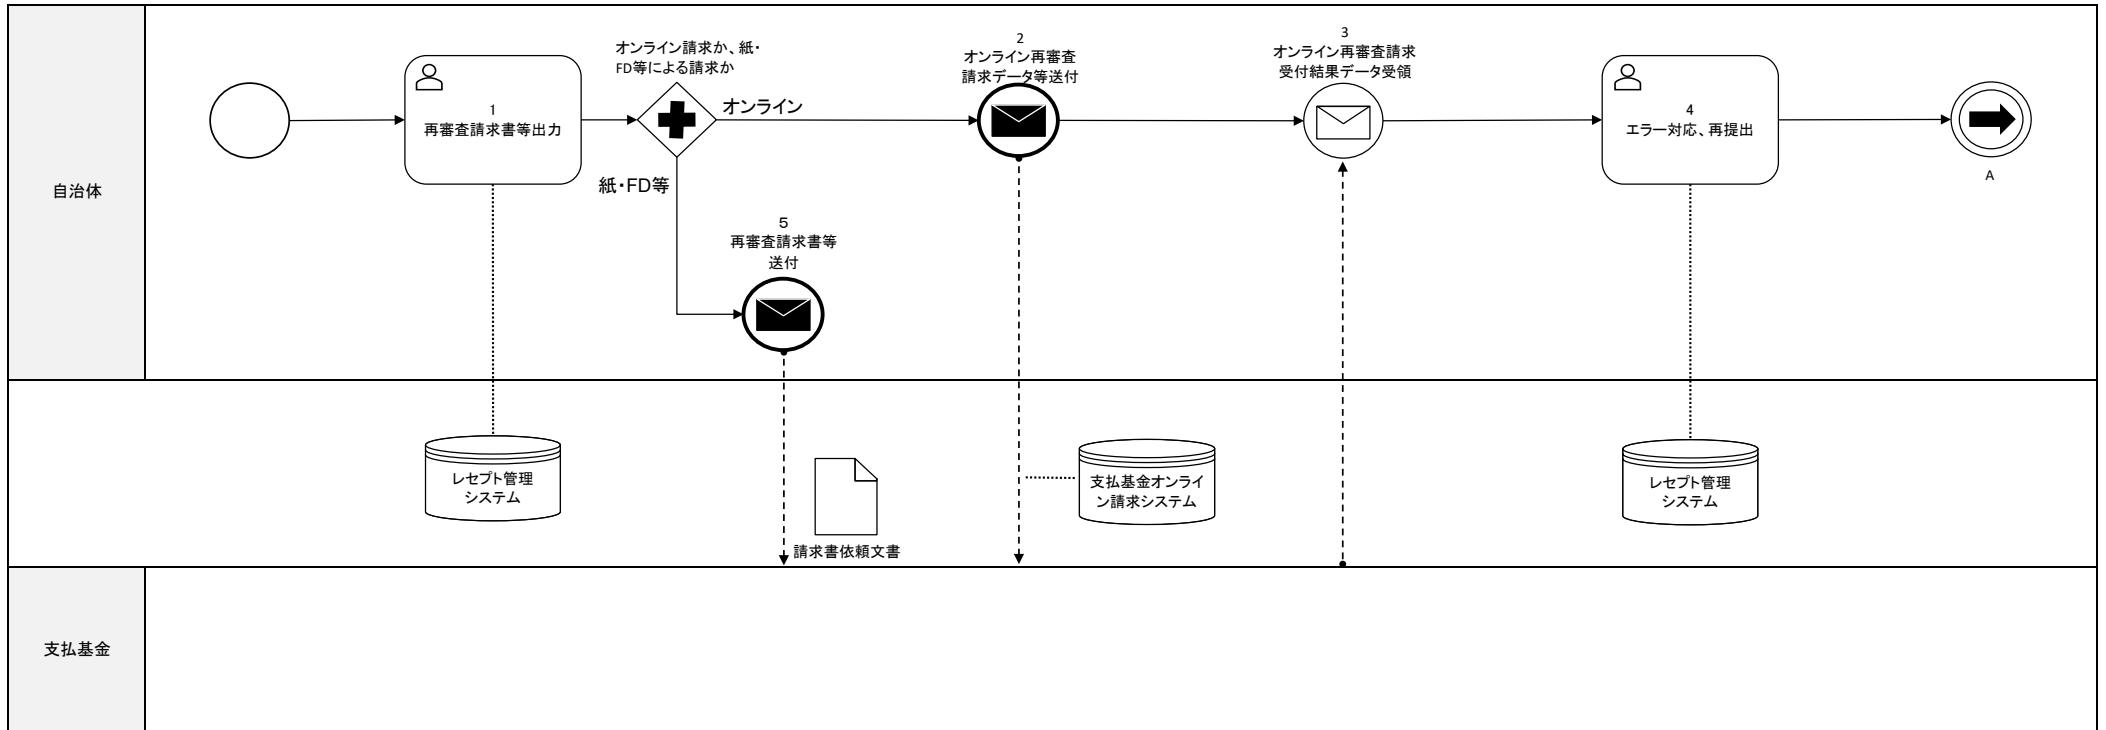 自治体
1
再審査請求書等出力
オンライン請求か、紙・
FD等による請求か
オンライン
紙・FD等
2
オンライン再審査
請求データ等送付
3
オンライン再審査請求
受付結果データ受領
4
エラー対応、再提出
A
5
再審査請求書等
送付
レセプト管理
システム
請求書依頼文書
支払基金オンライ
ン請求システム
レセプト管理
システム
支払基金